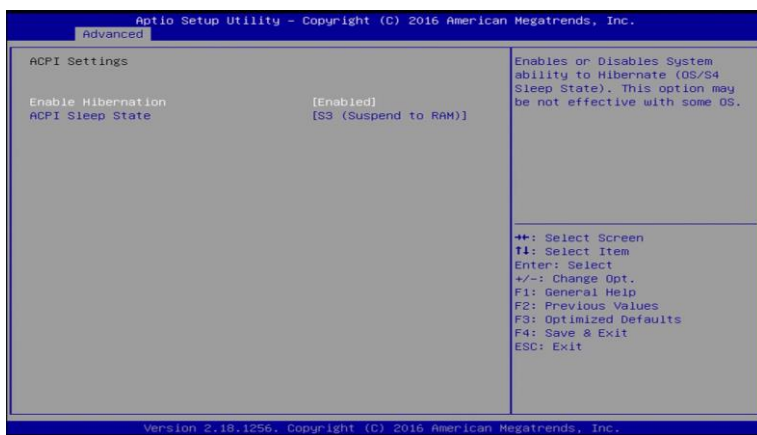 Aptio Setup Utility - Copyright (C) 2016 American Megatrends, Inc.
Advanced
ACPI Settings
Enable Hibernation [Enabled]
ACPI Sleep State [S3 (Suspend to RAM)]
Enables or Disables System
ability to Hibernate (OS/S4
Sleep State). This option may
be not effective with some OS.
→←: Select Screen
↑↓: Select Item
Enter: Select
+/-: Change Opt.
F1: General Help
F2: Previous Values
F3: Optimized Defaults
F4: Save & Exit
ESC: Exit
Version 2.18.1256. Copyright (C) 2016 American Megatrends, Inc.